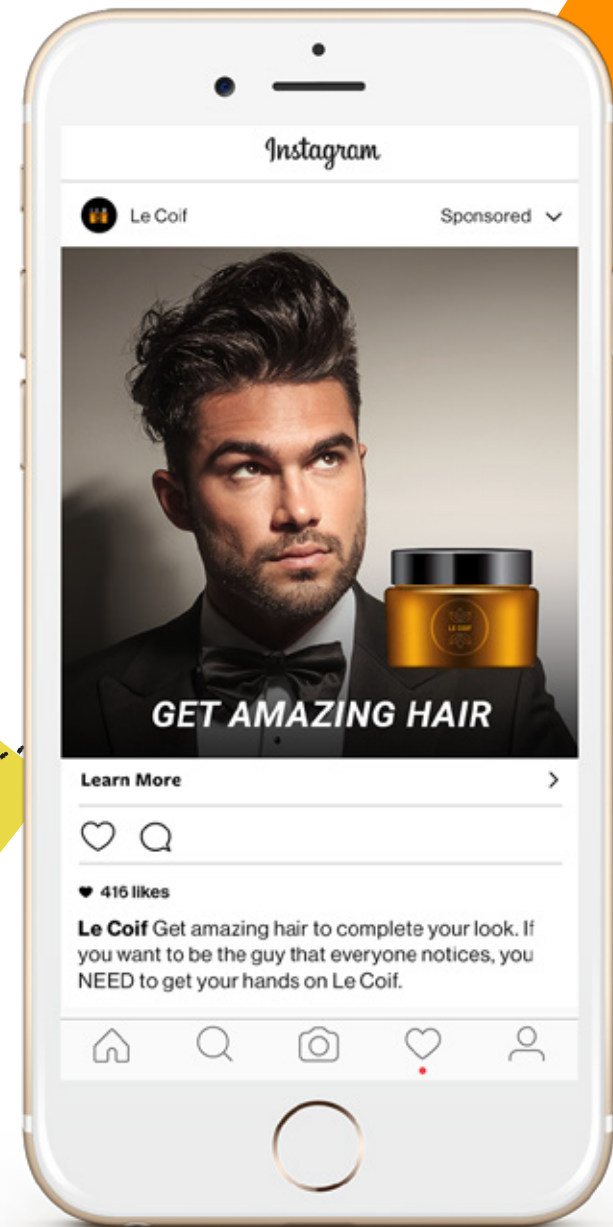 Instagram
Le Coif
Sponsored
LE COIF
GET AMAZING HAIR
Learn More
416 likes
Le Coif Get amazing hair to complete your look. If
you want to be the guy that everyone notices, you
NEED to get your hands on Le Coif.